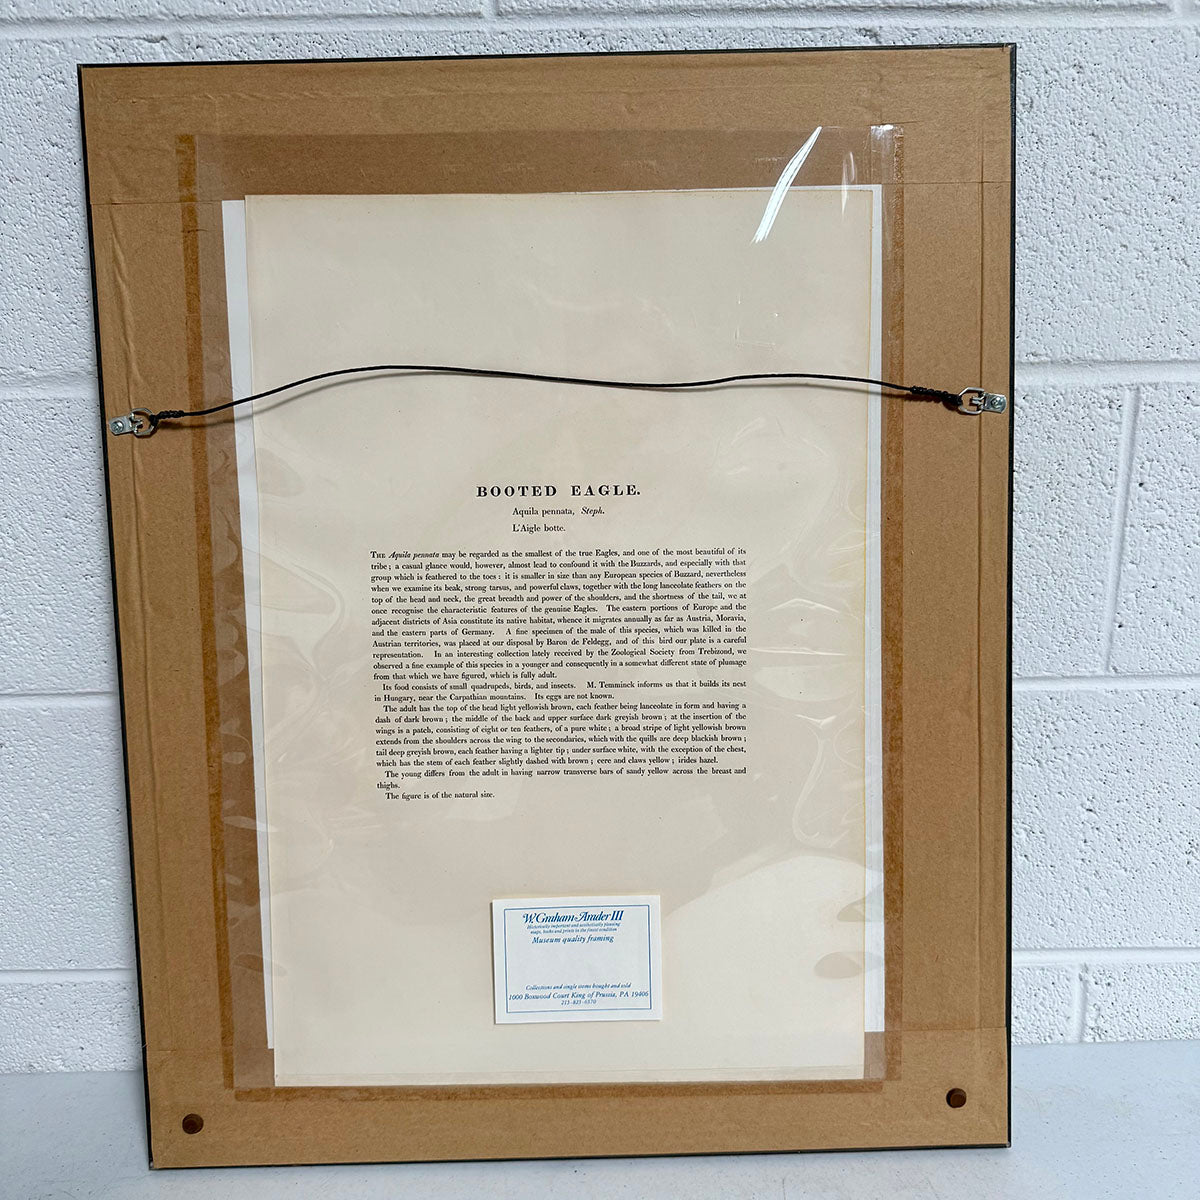 BOOTED EAGLE.
Aquila pennata, Steph.
L'Aigle botte.
THE Aquila pennata may be regarded as the smallest of the true Eagles, and one of the most beautiful of its
tribe; a casual glance would, however, almost lead to confound it with the Buzzards, and especially with that
group which is feathered to the toes: it is smaller in size than any European species of Buzzard, nevertheless
when we examine its beak, strong tarsus, and powerful claws, together with the long lanceolate feathers on the
top of the head and neck, the great breadth and power of the shoulders, and the shortness of the tail, we at
once recognise the characteristic features of the genuine Eagles. The eastern portions of Europe and the
adjacent districts of Asia constitute its native habitat, whence it migrates annually as far as Austria, Moravia,
and the eastern parts of Germany. A fine specimen of the male of this species, which was killed in the
Austrian territories, was placed at our disposal by Baron de Feldegg, and of this bird our plate is a careful
representation. In an interesting collection lately received by the Zoological Society from Trebizond, we
observed a fine example of this species in a younger and consequently in a somewhat different state of plumage
from that which we have figured, which is fully adult.
Its food consists of small quadrupeds, birds, and insects. M. Temminck informs us that it builds its nest
in Hungary, near the Carpathian mountains. Its eggs are not known.
The adult has the top of the head light yellowish brown, each feather being lanceolate in form and having a
dash of dark brown; the middle of the back and upper surface dark greyish brown; at the insertion of the
wings is a patch, consisting of eight or ten feathers, of a pure white; a broad stripe of light yellowish brown
extends from the shoulders across the wing to the secondaries, which with the quills are deep blackish brown;
tail deep greyish brown, each feather having a lighter tip; under surface white, with the exception of the chest,
which has the stem of each feather slightly dashed with brown; cere and claws yellow; irides hazel.
The young differs from the adult in having narrow transverse bars of sandy yellow across the breast and
thighs.
The figure is of the natural size.
W. Graham Arader III
Historically important and aesthetically pleasing
maps, books and prints in the finest condition
Museum quality framing
Collections and single items bought and sold
1000 Boxwood Court King of Prussia, PA 19406
215-825-6570